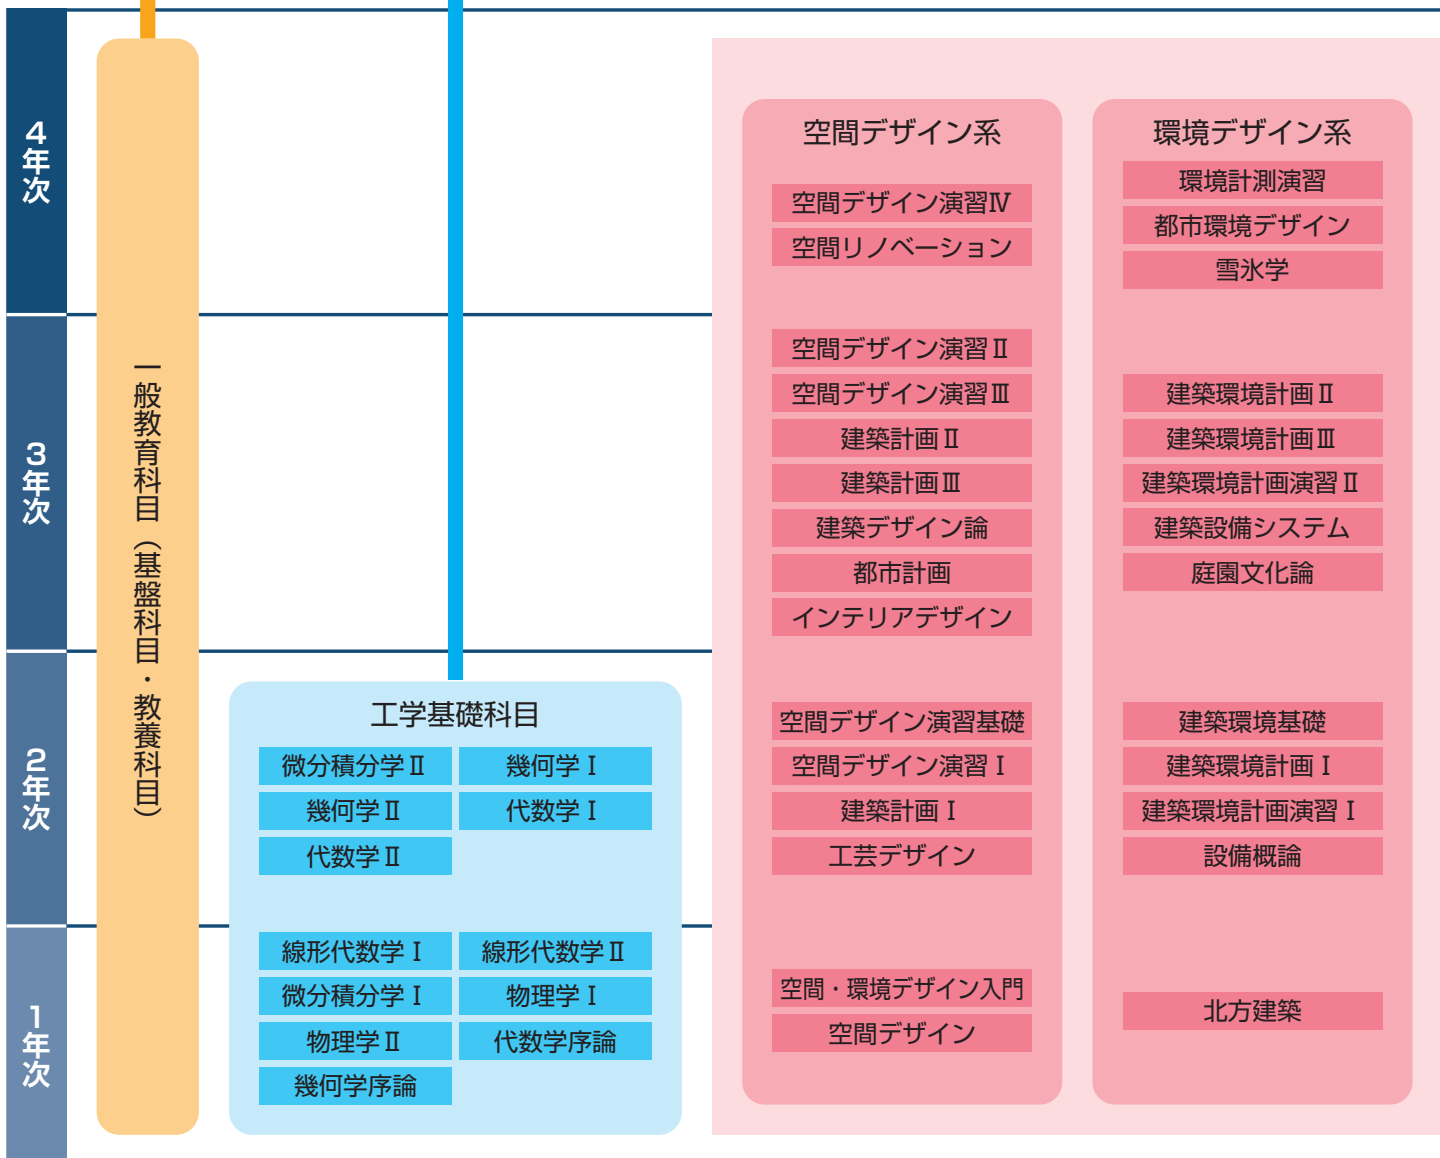 4年次
3年次
2年次
1年次
一般教育科目（基盤科目・教養科目）
工学基礎科目
微分積分学Ⅱ
幾何学Ⅰ
幾何学Ⅱ
代数学Ⅰ
代数学Ⅱ
線形代数学Ⅰ
線形代数学Ⅱ
微分積分学Ⅰ
物理学Ⅰ
物理学Ⅱ
代数学序論
幾何学序論
空間デザイン系
空間デザイン演習Ⅳ
空間リノベーション
空間デザイン演習Ⅱ
空間デザイン演習Ⅲ
建築計画Ⅱ
建築計画Ⅲ
建築デザイン論
都市計画
インテリアデザイン
空間デザイン演習基礎
空間デザイン演習Ⅰ
建築計画Ⅰ
工芸デザイン
空間・環境デザイン入門
空間デザイン
環境デザイン系
環境計測演習
都市環境デザイン
雪氷学
建築環境計画Ⅱ
建築環境計画Ⅲ
建築環境計画演習Ⅱ
建築設備システム
庭園文化論
建築環境基礎
建築環境計画Ⅰ
建築環境計画演習Ⅰ
設備概論
北方建築